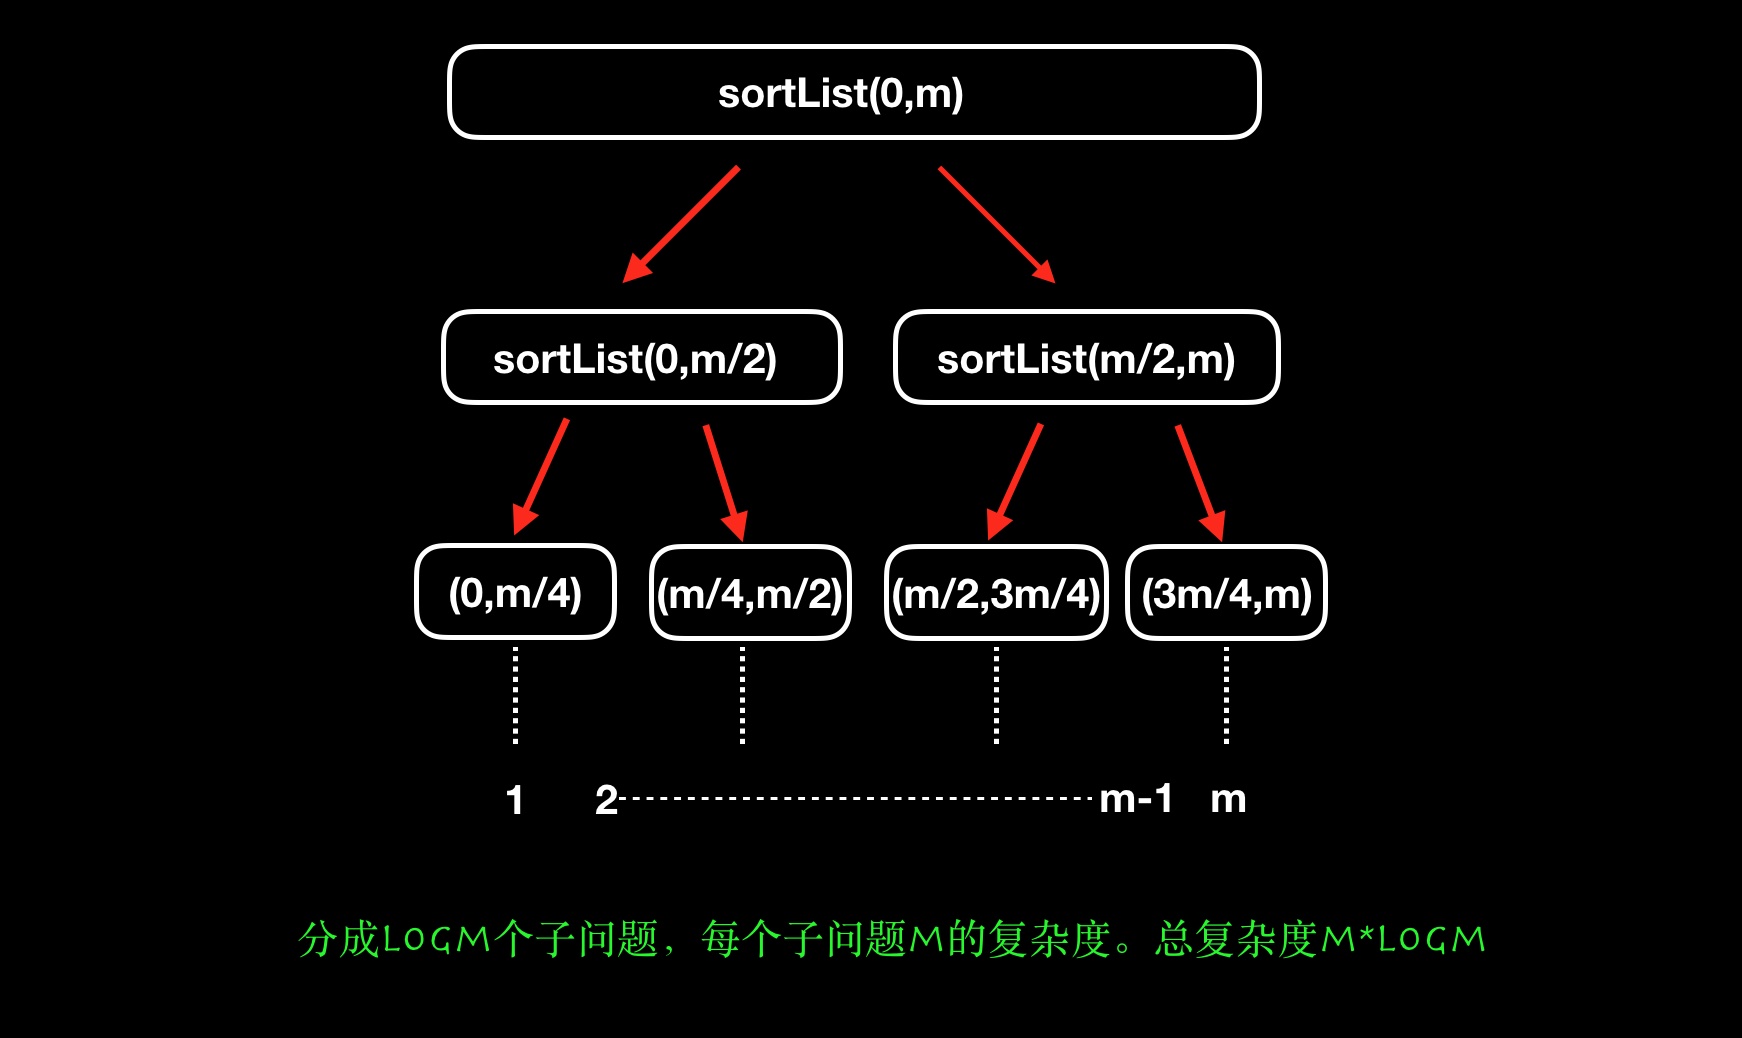 sortList(0,m)
sortList(0,m/2) sortList(m/2,m)
(0,m/4) (m/4,m/2) (m/2,3m/4) (3m/4,m)
1 2 m-1 m
分成LOGM个子问题，每个子问题M的复杂度。总复杂度M*LOGM